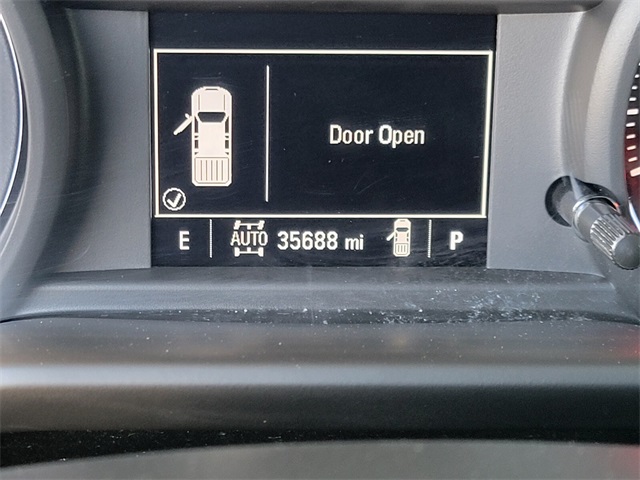 Door Open
E AUTO 35688 mi P